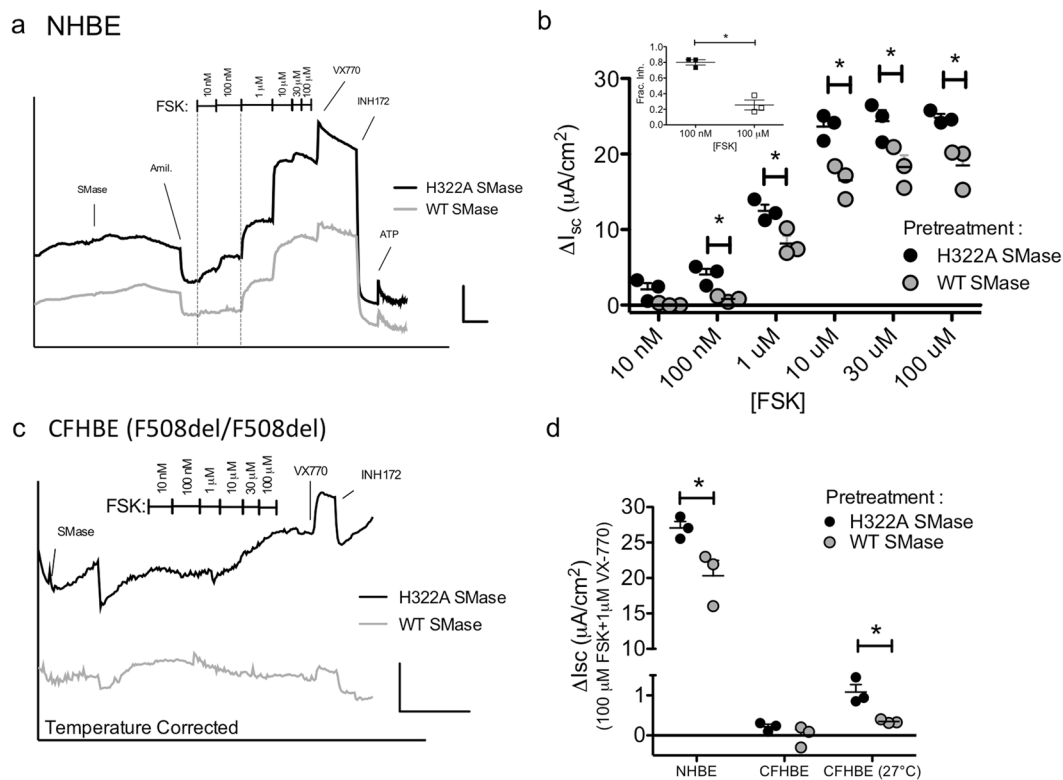 a NHBE
FSK:
10 nM
100 nM
1 µM
10 µM
30 µM
100 µM
VX770
INH172
SMase
Amil.
ATP
H322A SMase
WT SMase
b
*
Frac. Inh.
1.0
0.8
0.6
0.4
0.2
0.0
100 nM 100 µM
[FSK]
* * * * *
ΔIsc (µA/cm²)
30
20
10
0
Pretreatment :
H322A SMase
WT SMase
10 nM 100 nM 1 uM 10 uM 30 uM 100 uM
[FSK]
c CFHBE (F508del/F508del)
FSK:
10 nM
100 nM
1 µM
10 µM
30 µM
100 µM
VX770
INH172
SMase
H322A SMase
WT SMase
Temperature Corrected
d
Pretreatment :
H322A SMase
WT SMase
* *
ΔIsc (µA/cm²)
(100 µM FSK+1µM VX-770)
30
25
20
15
10
1
0
NHBE CFHBE CFHBE (27°C)